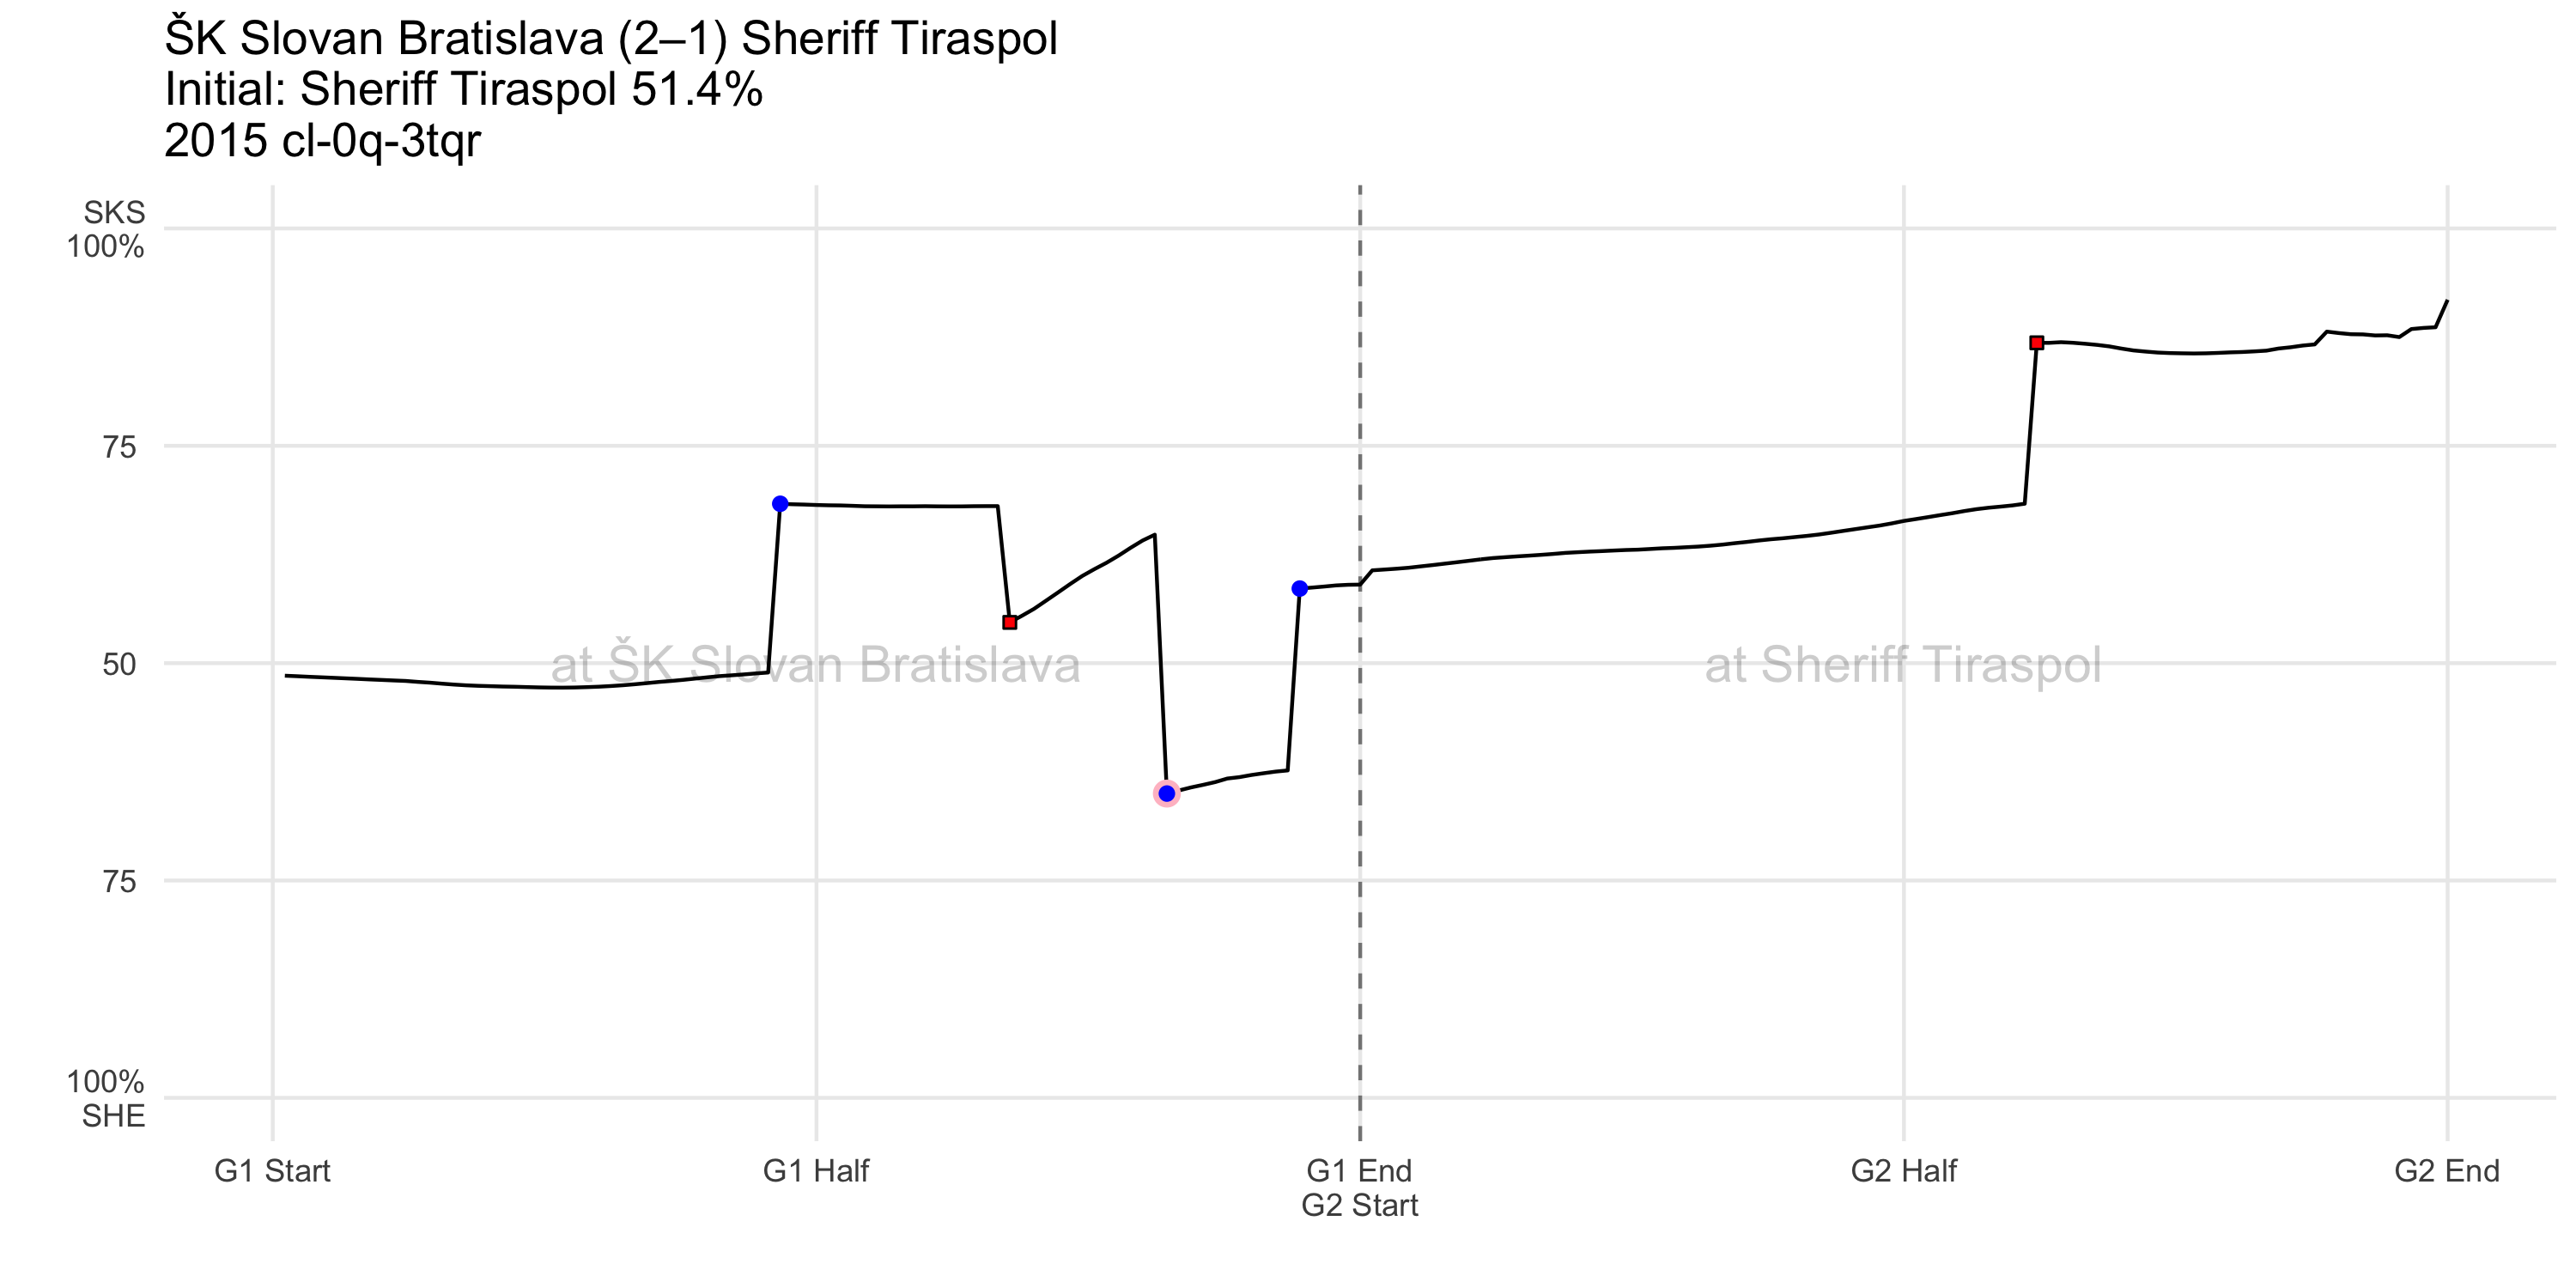 ŠK Slovan Bratislava (2–1) Sheriff Tiraspol
Initial: Sheriff Tiraspol 51.4%
2015 cl-0q-3tqr
SKS
100%
75
50
75
100%
SHE
at ŠK Slovan Bratislava
at Sheriff Tiraspol
G1 Start
G1 Half
G1 End
G2 Start
G2 Half
G2 End